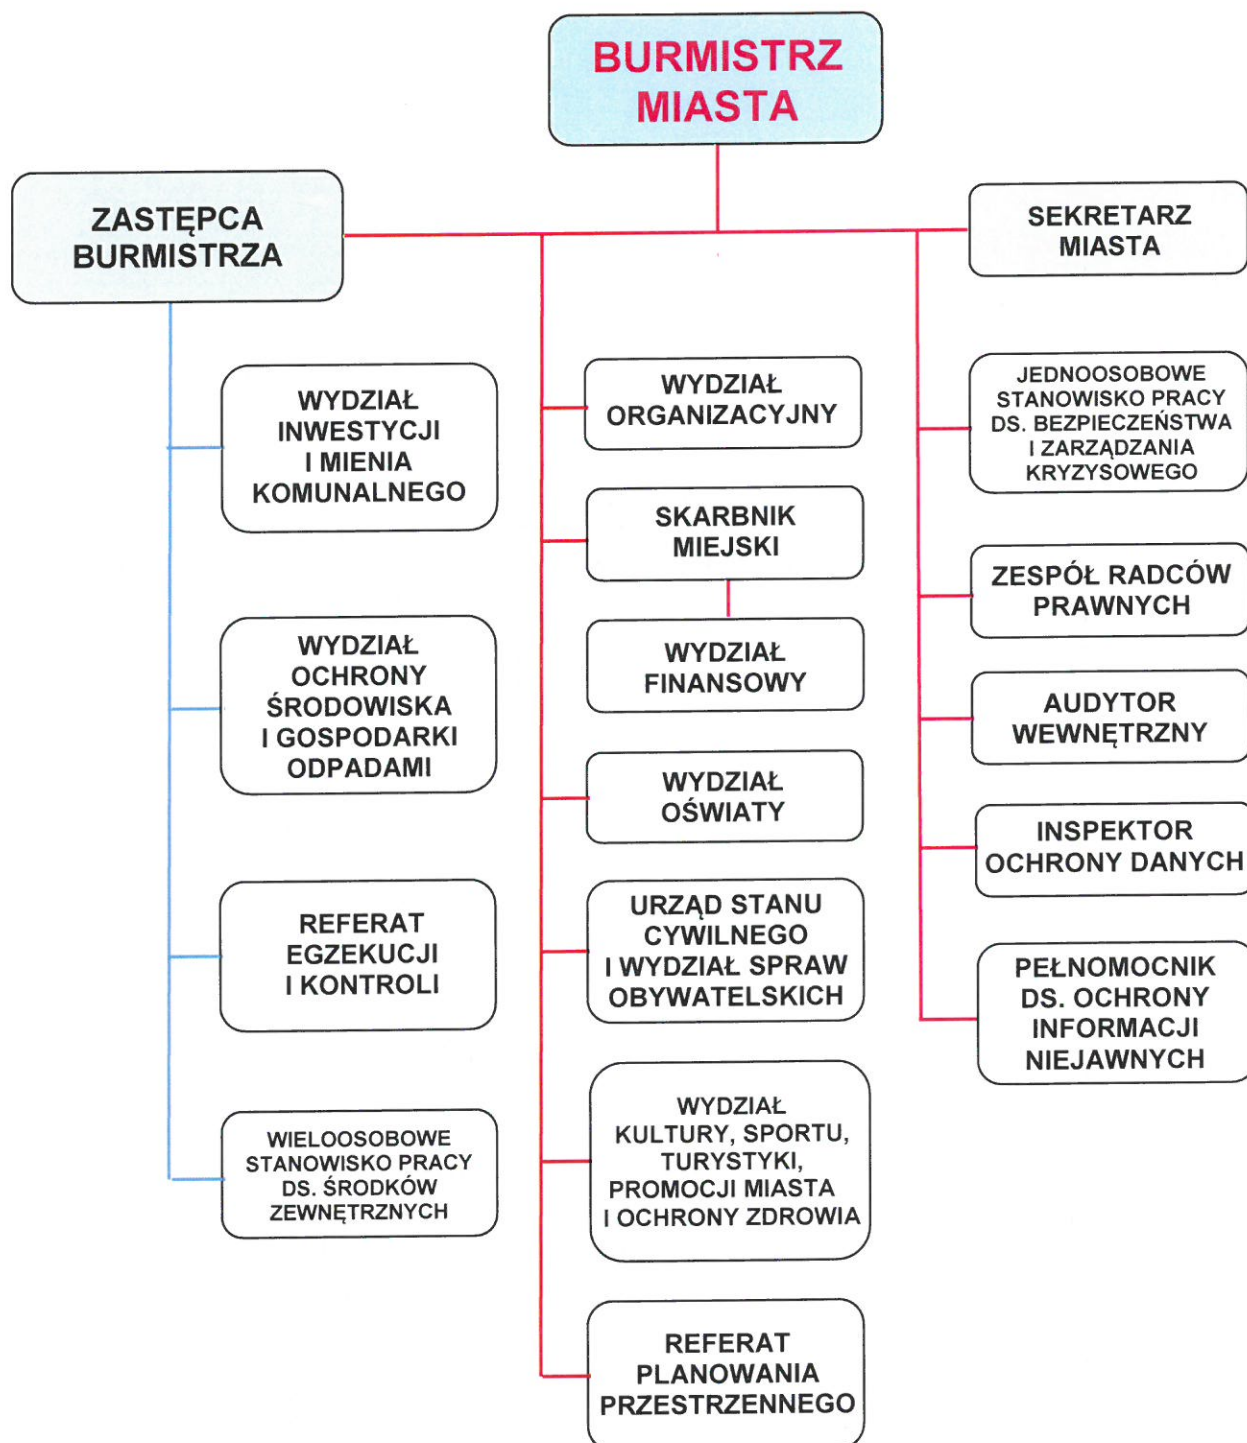 BURMISTRZ
MIASTA
ZASTĘPCA
BURMISTRZA
SEKRETARZ
MIASTA
WYDZIAŁ
INWESTYCJI
I MIENIA
KOMUNALNEGO
WYDZIAŁ
OCHRONY
ŚRODOWISKA
I GOSPODARKI
ODPADAMI
REFERAT
EGZEKUCJI
I KONTROLI
WIELOOSOBOWE
STANOWISKO PRACY
DS. ŚRODKÓW
ZEWNĘTRZNYCH
WYDZIAŁ
ORGANIZACYJNY
SKARBNIK
MIEJSKI
WYDZIAŁ
FINANSOWY
WYDZIAŁ
OŚWIATY
URZĄD STANU
CYWILNEGO
I WYDZIAŁ SPRAW
OBYWATELSKICH
WYDZIAŁ
KULTURY, SPORTU,
TURYSTYKI,
PROMOCJI MIASTA
I OCHRONY ZDROWIA
REFERAT
PLANOWANIA
PRZESTRZENNEGO
JEDNOOSOBOWE
STANOWISKO PRACY
DS. BEZPIECZEŃSTWA
I ZARZĄDZANIA
KRYZYSOWEGO
ZESPÓŁ RADCÓW
PRAWNYCH
AUDYTOR
WEWNĘTRZNY
INSPEKTOR
OCHRONY DANYCH
PEŁNOMOCNIK
DS. OCHRONY
INFORMACJI
NIEJAWNYCH